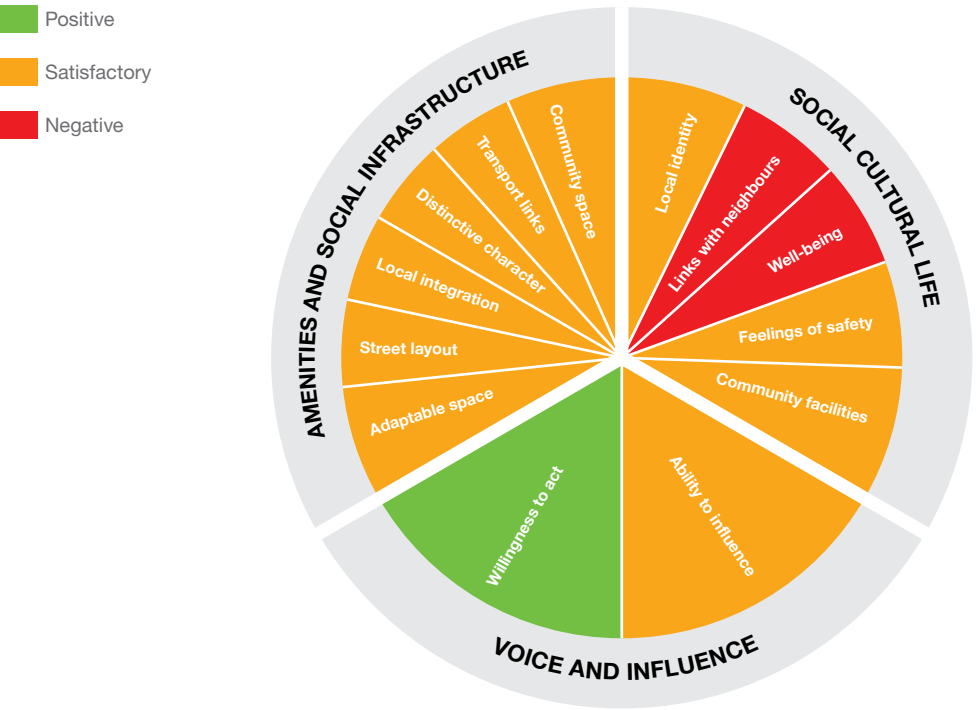 Positive
Satisfactory
Negative
AMENITIES AND SOCIAL INFRASTRUCTURE
Community space
Transport links
Distinctive character
Local integration
Street layout
Adaptable space
SOCIAL CULTURAL LIFE
Local identity
Links with neighbours
Well-being
Feelings of safety
Community facilities
VOICE AND INFLUENCE
Willingness to act
Ability to influence